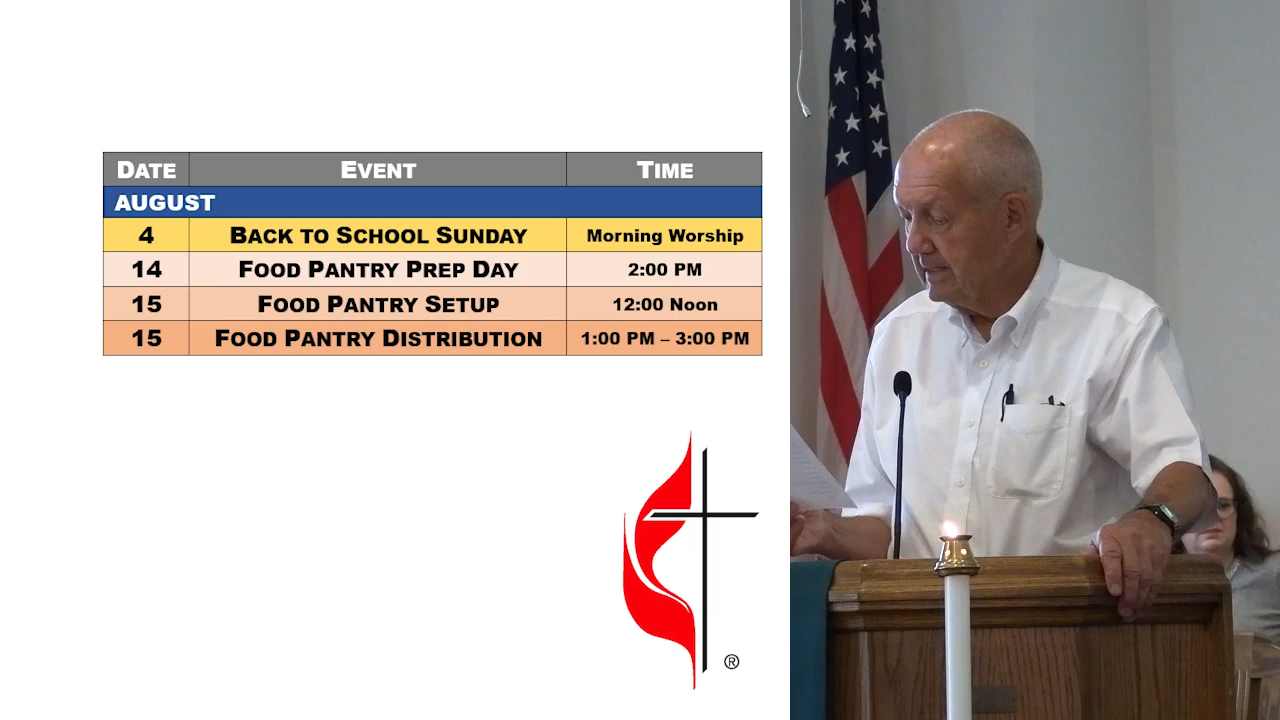 DATE EVENT TIME
AUGUST
4 BACK TO SCHOOL SUNDAY Morning Worship
14 FOOD PANTRY PREP DAY 2:00 PM
15 FOOD PANTRY SETUP 12:00 Noon
15 FOOD PANTRY DISTRIBUTION 1:00 PM – 3:00 PM
®